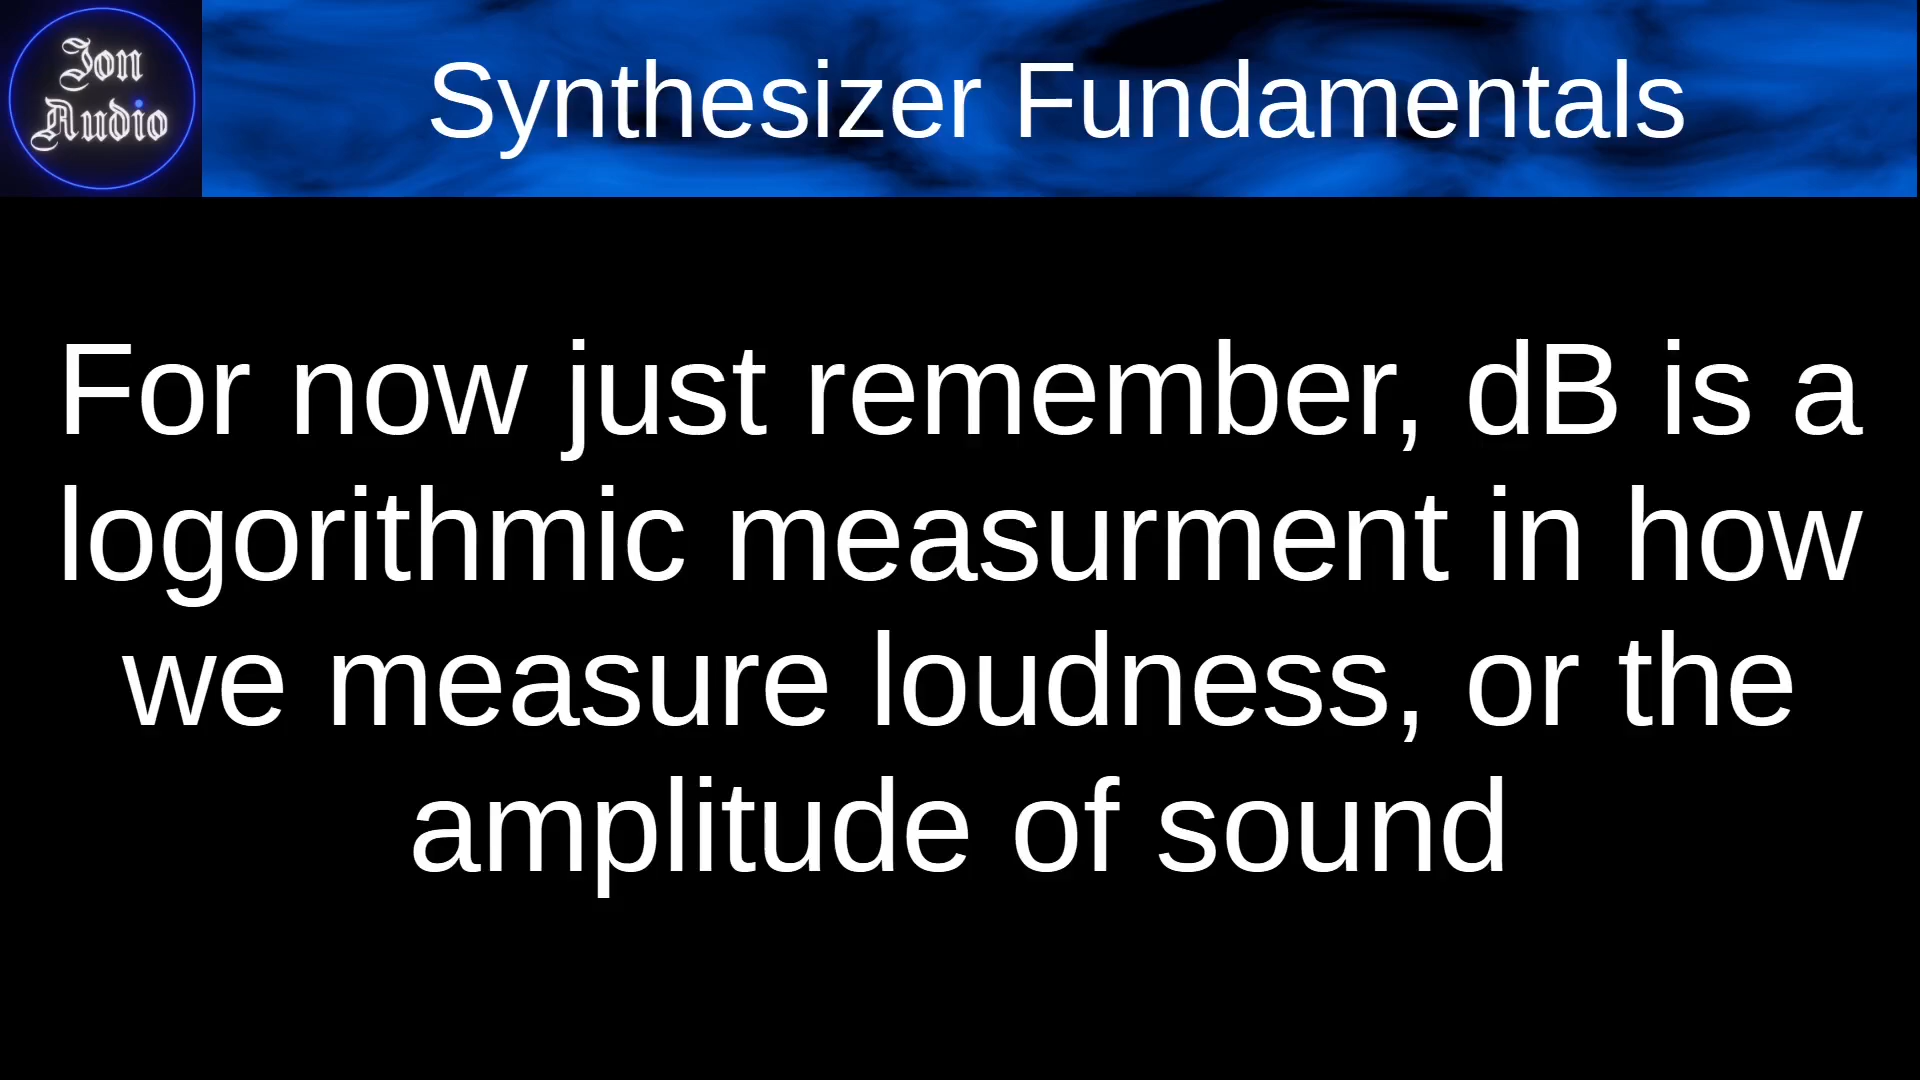 Jon
Audio
Synthesizer Fundamentals
For now just remember, dB is a
logorithmic measurment in how
we measure loudness, or the
amplitude of sound